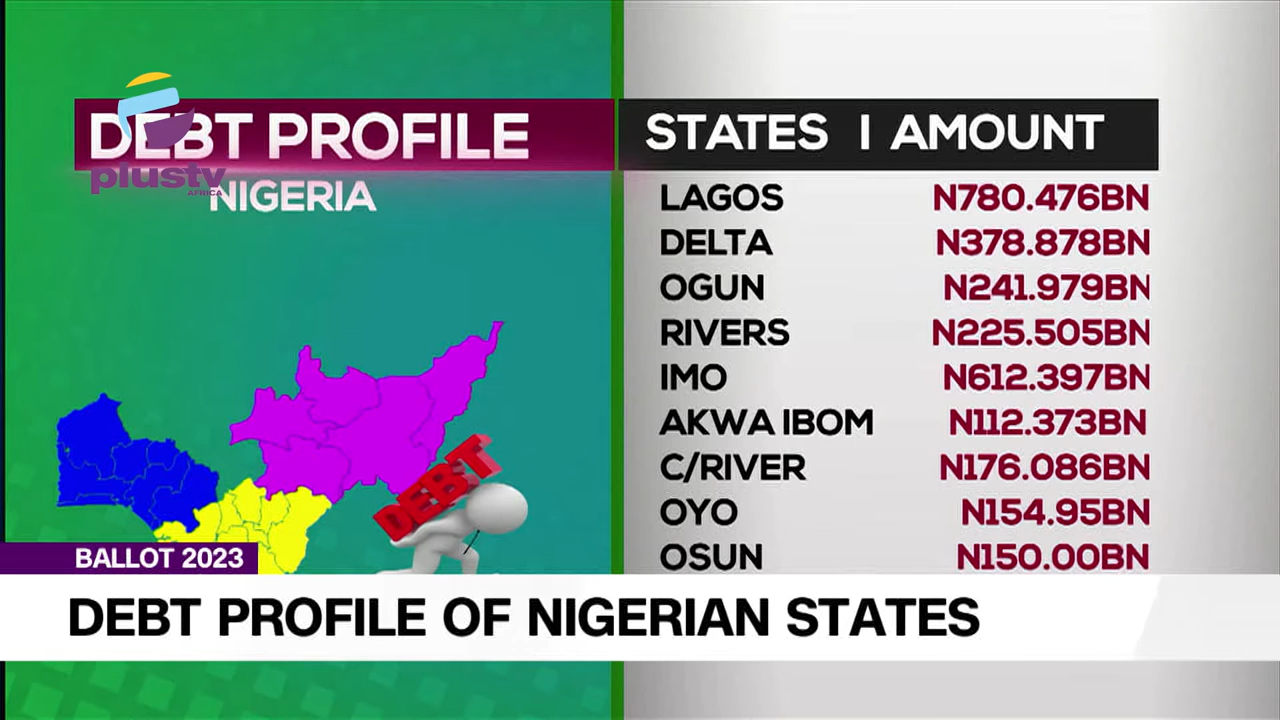 DEBT PROFILE
plustv
AFRICA
NIGERIA
STATES | AMOUNT
LAGOS N780.476BN
DELTA N378.878BN
OGUN N241.979BN
RIVERS N225.505BN
IMO N612.397BN
AKWA IBOM N112.373BN
C/RIVER N176.086BN
OYO N154.95BN
OSUN N150.00BN
DEBT
BALLOT 2023
DEBT PROFILE OF NIGERIAN STATES